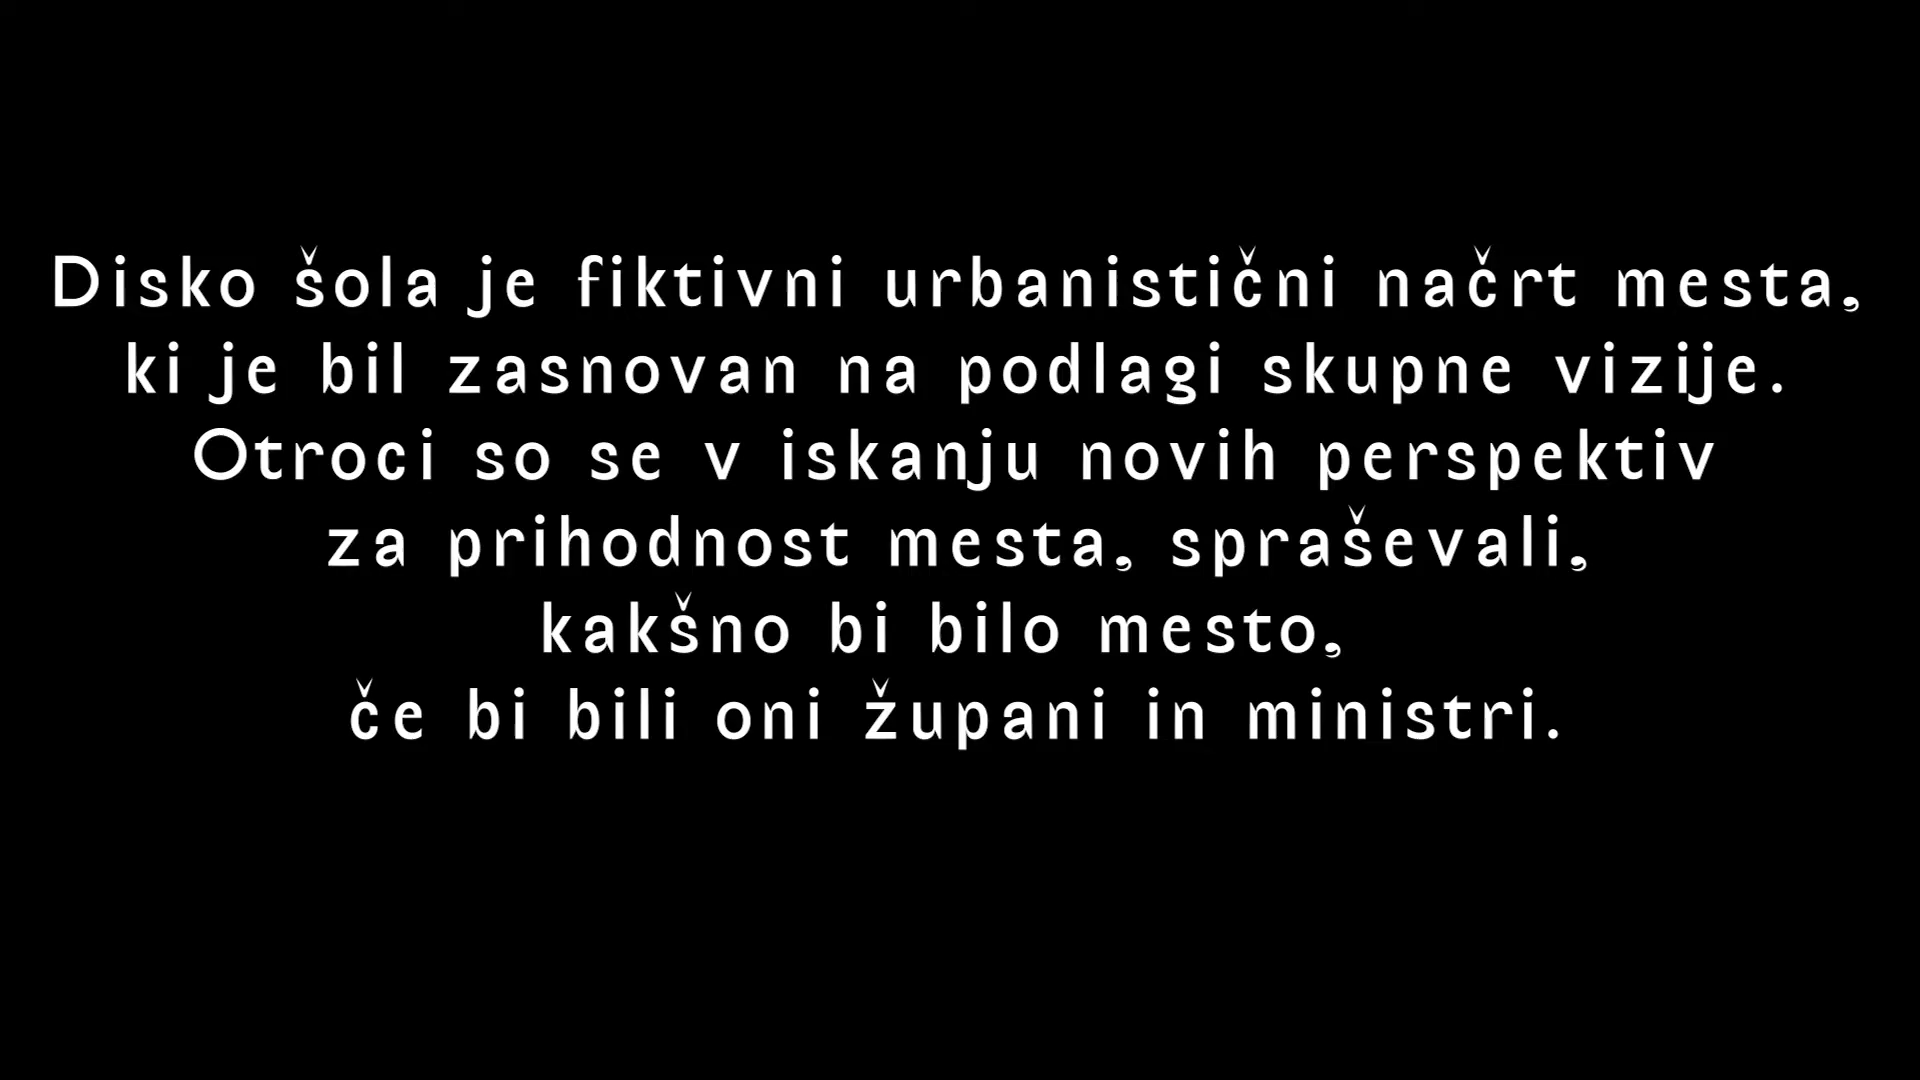 Disko šola je fiktivni urbanistični načrt mesta,
ki je bil zasnovan na podlagi skupne vizije.
Otroci so se v iskanju novih perspektiv
za prihodnost mesta, spraševali,
kakšno bi bilo mesto,
če bi bili oni župani in ministri.